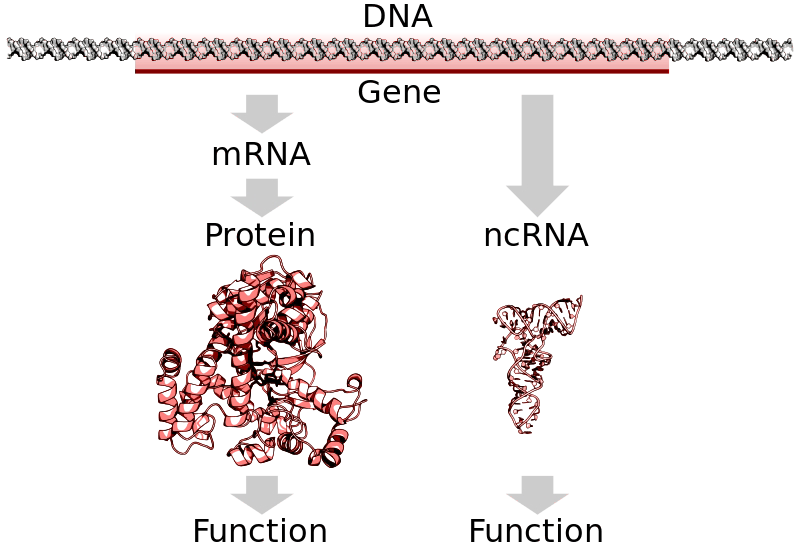 DNA
Gene
mRNA
Protein
ncRNA
Function
Function